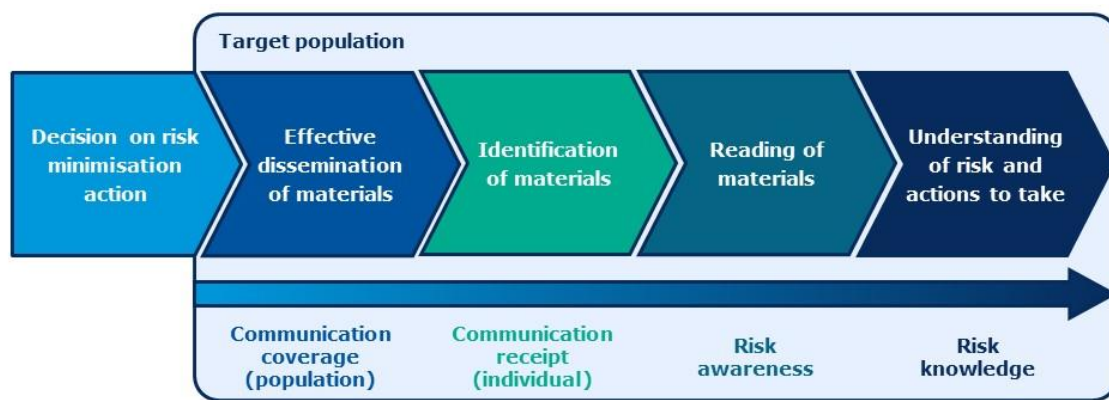 Target population
Decision on risk
minimisation
action
Effective
dissemination
of materials
Identification
of materials
Reading of
materials
Understanding
of risk and
actions to take
Communication
coverage
(population)
Communication
receipt
(individual)
Risk
awareness
Risk
knowledge